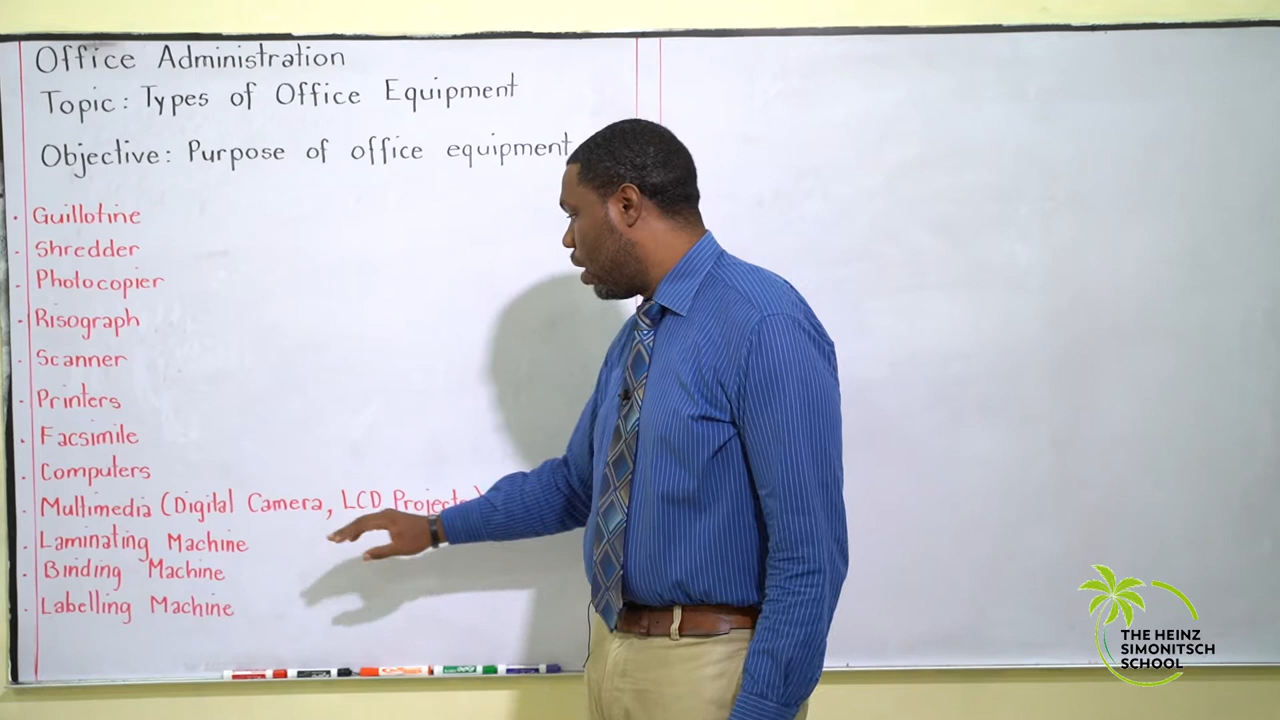 Office Administration
Topic: Types of Office Equipment
Objective: Purpose of office equipment
· Guillotine
· Shredder
· Photocopier
· Risograph
· Scanner
· Printers
· Facsimile
· Computers
· Multimedia (Digital Camera, LCD Projector)
· Laminating Machine
· Binding Machine
· Labelling Machine
THE HEINZ
SIMONITSCH
SCHOOL